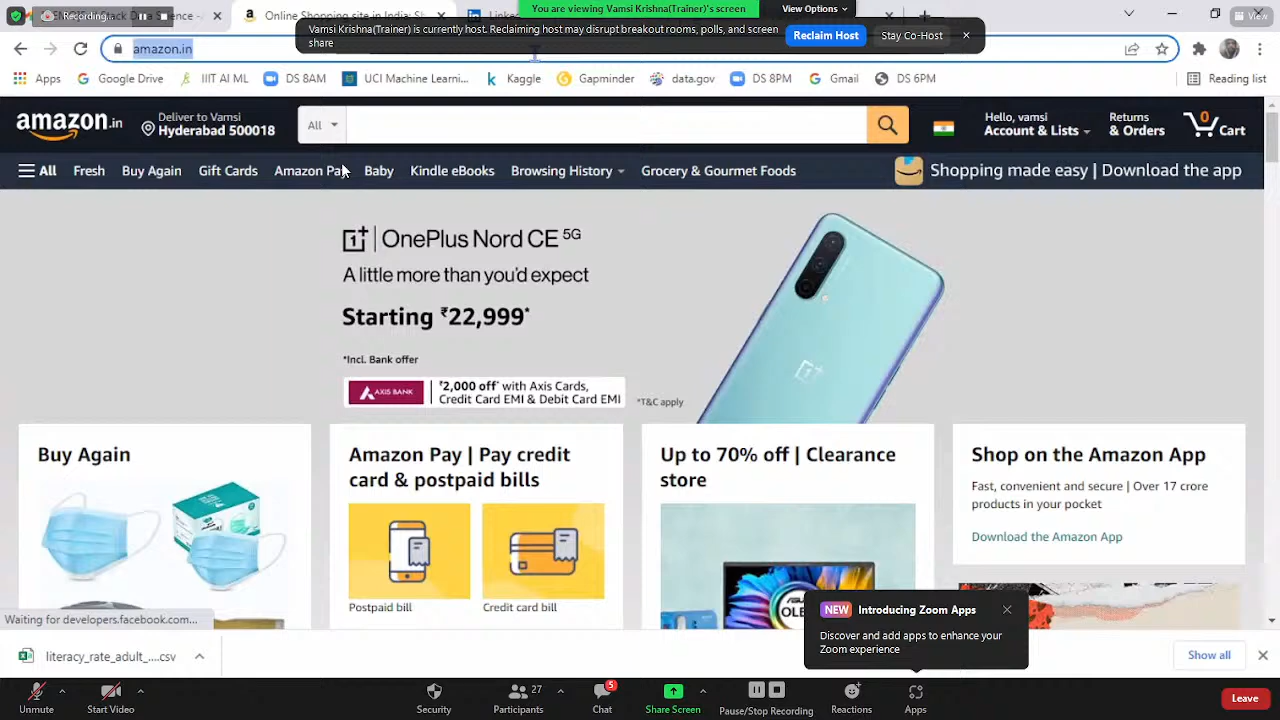 Recording...
Stack Data Science -
Online Shopping site in India: Sh
Linked
You are viewing Vamsi Krishna(Trainer)'s screen
View Options
View
amazon.in
Vamsi Krishna(Trainer) is currently host. Reclaiming host may disrupt breakout rooms, polls, and screen
share
Reclaim Host
Stay Co-Host
Apps
Google Drive
IIIT AI ML
DS 8AM
UCI Machine Learni...
Kaggle
Gapminder
data.gov
DS 8PM
Gmail
DS 6PM
Reading list
amazon.in
Deliver to Vamsi
Hyderabad 500018
All
Hello, vamsi
Account & Lists
Returns
& Orders
0
Cart
All
Fresh
Buy Again
Gift Cards
Amazon Pay
Baby
Kindle eBooks
Browsing History
Grocery & Gourmet Foods
Shopping made easy | Download the app
OnePlus Nord CE 5G
A little more than you'd expect
Starting ₹22,999*
*Incl. Bank offer
AXIS BANK
₹2,000 off* with Axis Cards,
Credit Card EMI & Debit Card EMI
*T&C apply
Buy Again
Amazon Pay | Pay credit
card & postpaid bills
Postpaid bill
Credit card bill
Up to 70% off | Clearance
store
ASUS
OLE
Shop on the Amazon App
Fast, convenient and secure | Over 17 crore
products in your pocket
Download the Amazon App
NEW Introducing Zoom Apps
Discover and add apps to enhance your
Zoom experience
Waiting for developers.facebook.com...
literacy_rate_adult_....csv
Show all
Unmute
Start Video
Security
27
Participants
5
Chat
Share Screen
Pause/Stop Recording
Reactions
Apps
Leave